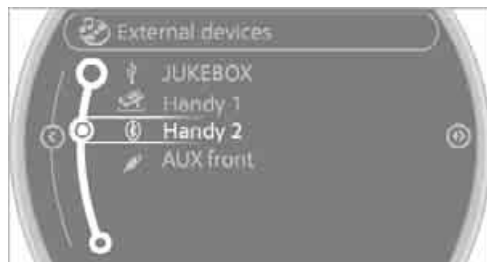 External devices
JUKEBOX
Handy 1
Handy 2
AUX front